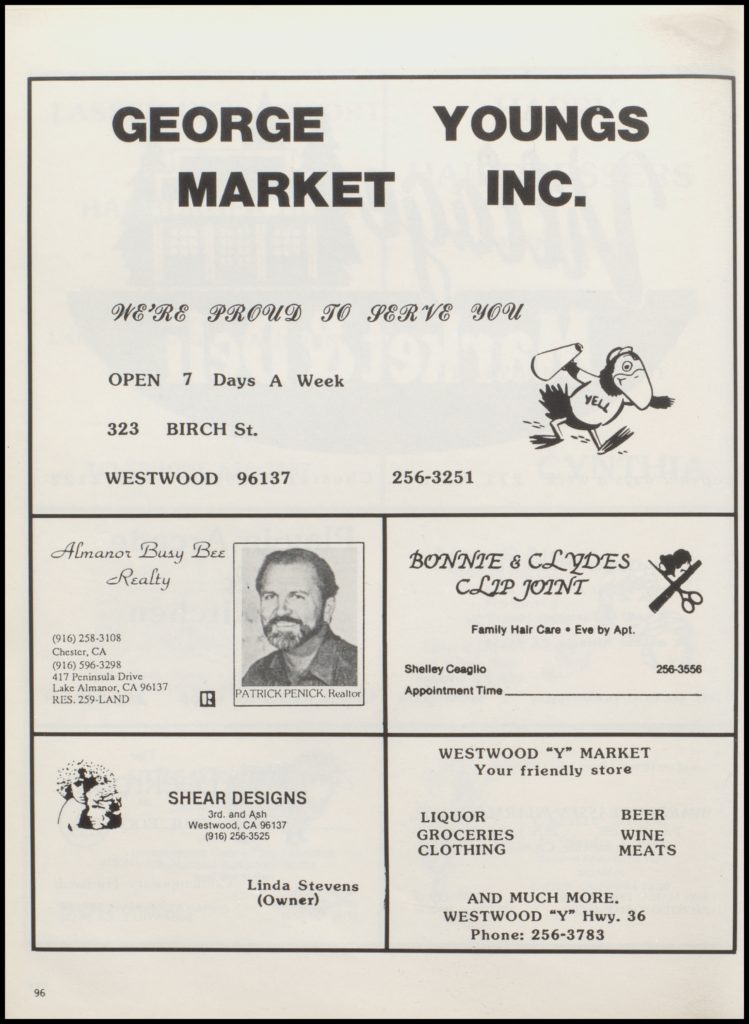 GEORGE YOUNGS
MARKET INC.
WE'RE PROUD TO SERVE YOU
OPEN 7 Days A Week
323 BIRCH St.
WESTWOOD 96137 256-3251
YELL
Almanor Busy Bee
Realty
(916) 258-3108
Chester, CA
(916) 596-3298
417 Peninsula Drive
Lake Almanor, CA 96137
RES. 259-LAND
R
PATRICK PENICK, Realtor
BONNIE & CLYDES
CLIP JOINT
Family Hair Care • Eve by Apt.
Shelley Ceaglio 256-3556
Appointment Time
SHEAR DESIGNS
3rd. and Ash
Westwood, CA 96137
(916) 256-3525
Linda Stevens
(Owner)
WESTWOOD "Y" MARKET
Your friendly store
LIQUOR BEER
GROCERIES WINE
CLOTHING MEATS
AND MUCH MORE.
WESTWOOD "Y" Hwy. 36
Phone: 256-3783
96